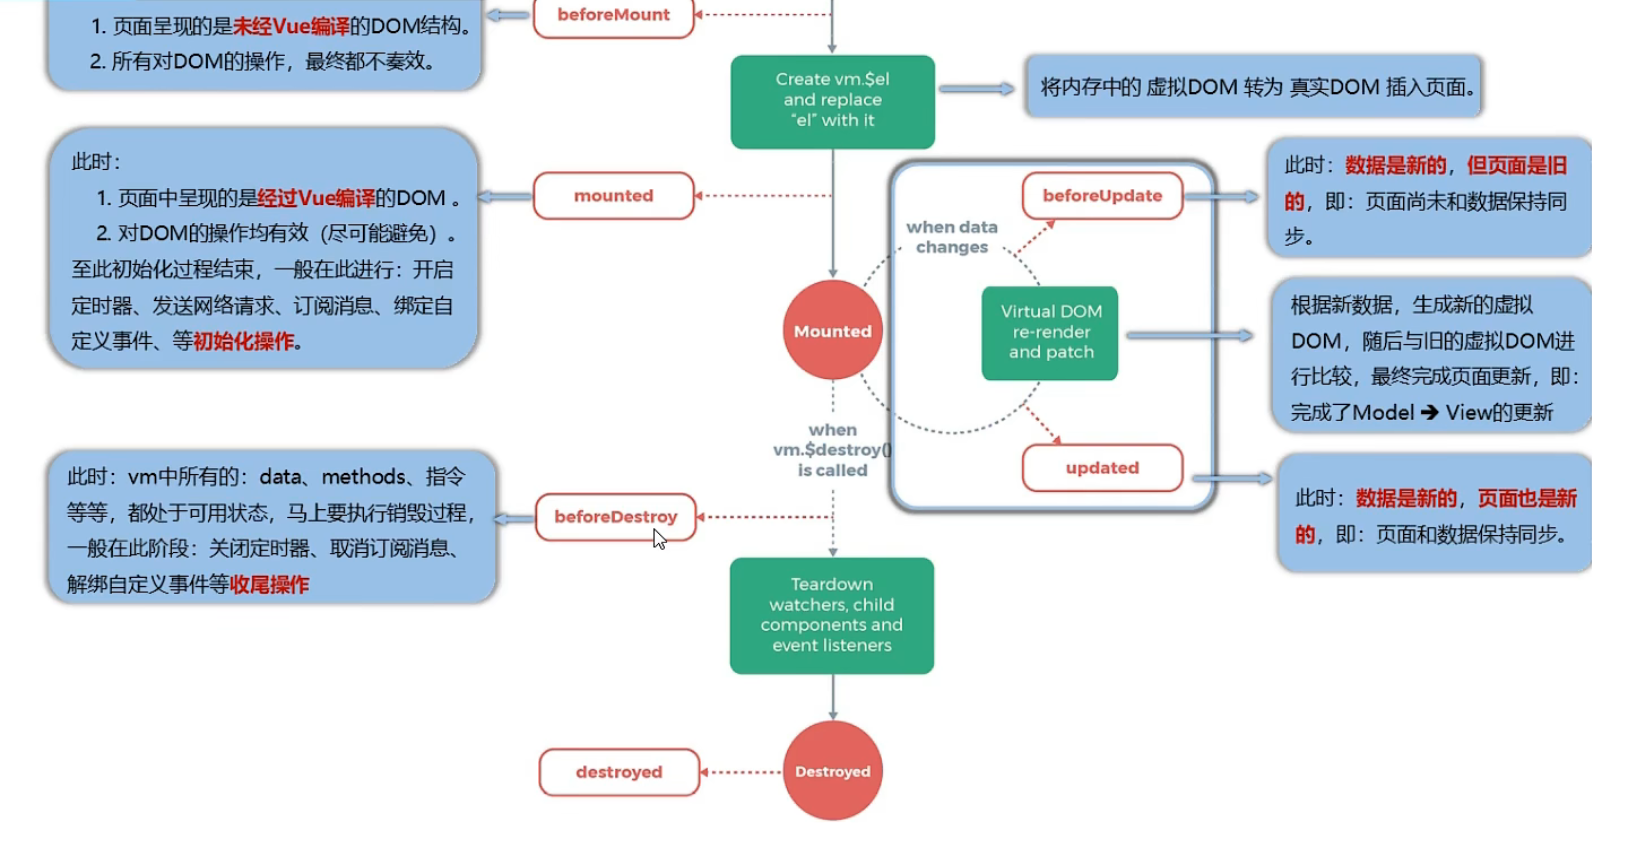 1. 页面呈现的是未经Vue编译的DOM结构。
2. 所有对DOM的操作，最终都不奏效。
beforeMount
Create vm.$el
and replace
“el” with it
将内存中的 虚拟DOM 转为 真实DOM 插入页面。
此时：
1. 页面中呈现的是经过Vue编译的DOM 。
2. 对DOM的操作均有效（尽可能避免）。
至此初始化过程结束，一般在此进行：开启
定时器、发送网络请求、订阅消息、绑定自
定义事件、等初始化操作。
mounted
beforeUpdate
此时：数据是新的，但页面是旧
的，即：页面尚未和数据保持同
步。
when data
changes
Mounted
Virtual DOM
re-render
and patch
根据新数据，生成新的虚拟
DOM，随后与旧的虚拟DOM进
行比较，最终完成页面更新，即：
完成了Model ➔ View的更新
when
vm.$destroy()
is called
updated
此时：数据是新的，页面也是新
的，即：页面和数据保持同步。
此时：vm中所有的：data、methods、指令
等等，都处于可用状态，马上要执行销毁过程，
一般在此阶段：关闭定时器、取消订阅消息、
解绑自定义事件等收尾操作
beforeDestroy
Teardown
watchers, child
components and
event listeners
destroyed
Destroyed